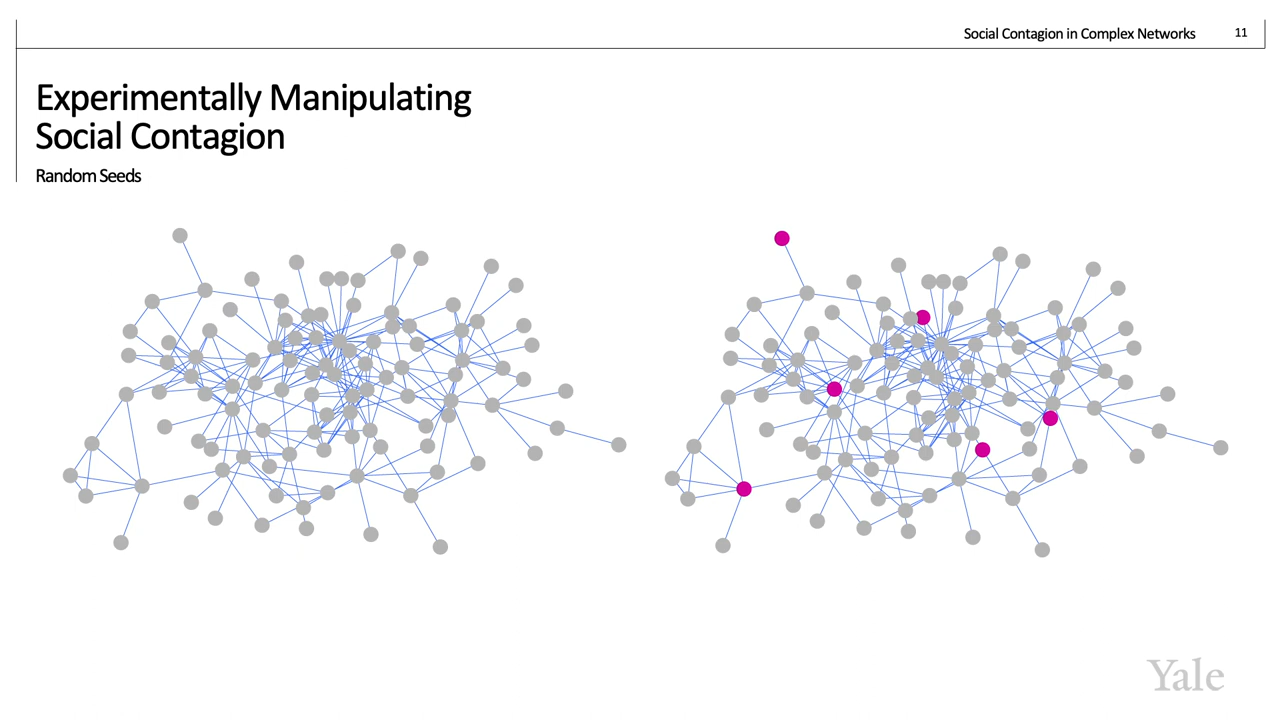 Social Contagion in Complex Networks 11
Experimentally Manipulating
Social Contagion
Random Seeds
Yale